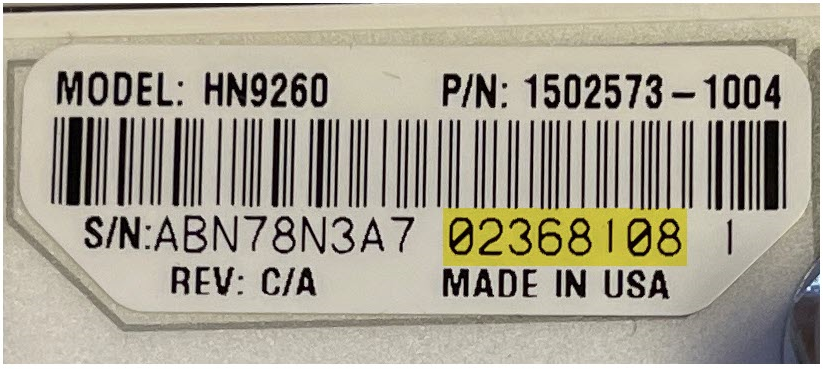 MODEL: HN9260 P/N: 1502573-1004
S/N:ABN78N3A7 02368108 1
REV: C/A MADE IN USA